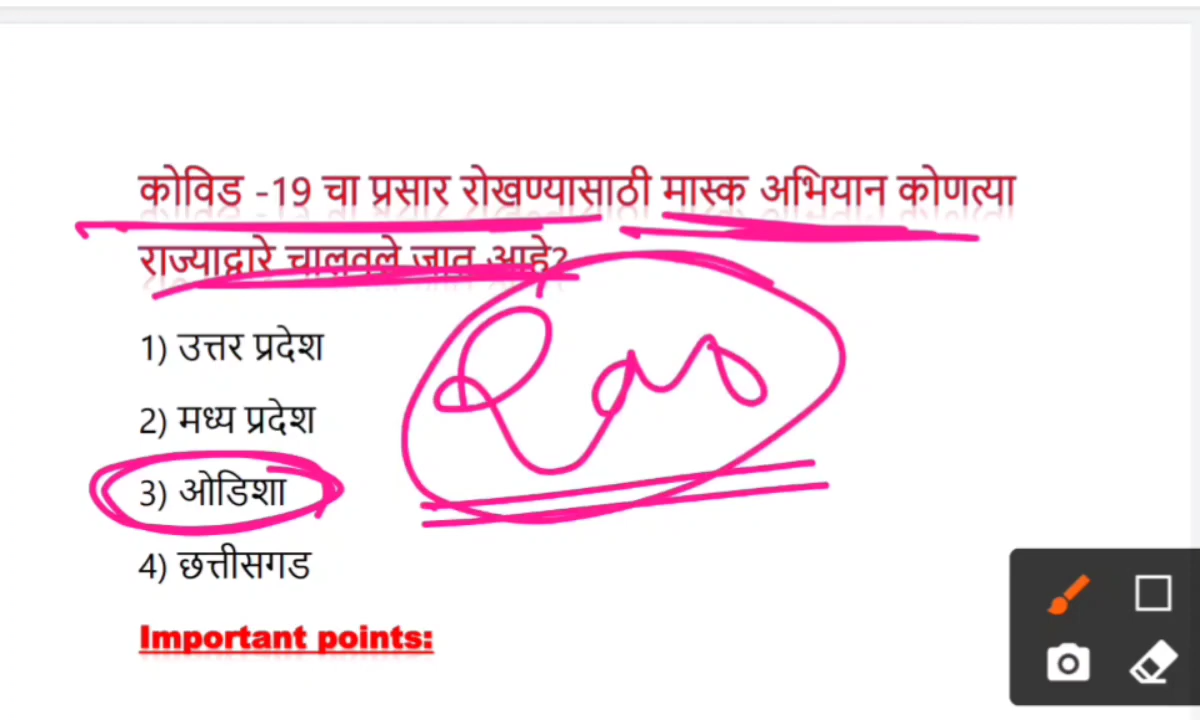 कोविड -19 चा प्रसार रोखण्यासाठी मास्क अभियान कोणत्या
राज्याद्वारे चालवले जात आहे?
1) उत्तर प्रदेश
2) मध्य प्रदेश
3) ओडिशा
4) छत्तीसगड
Important points: